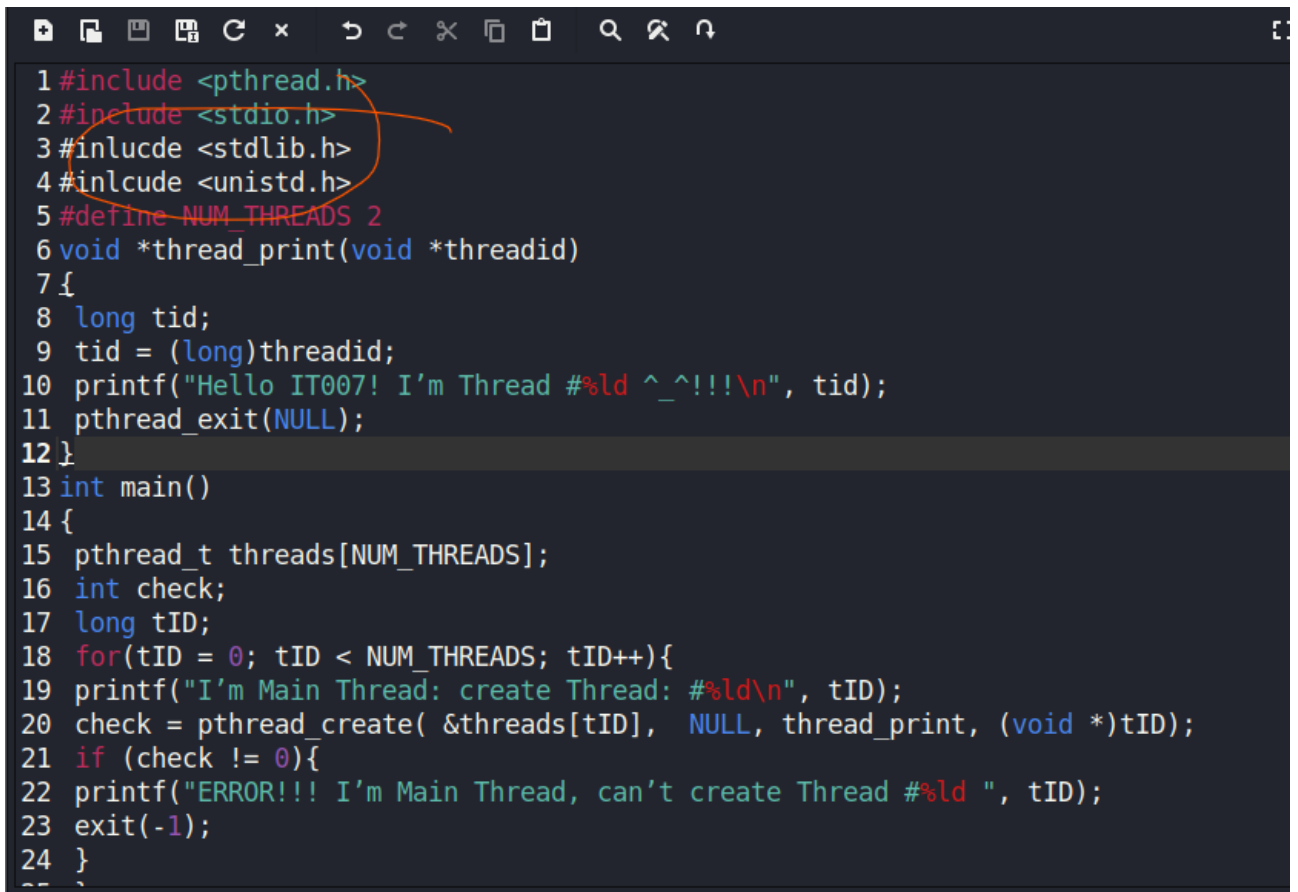 1 #include <pthread.h>
2 #include <stdio.h>
3 #inlucde <stdlib.h>
4 #inlcude <unistd.h>
5 #define NUM_THREADS 2
6 void *thread_print(void *threadid)
7 {
8 long tid;
9 tid = (long)threadid;
10 printf("Hello IT007! I’m Thread #%ld ^_^!!!\n", tid);
11 pthread_exit(NULL);
12 }
13 int main()
14 {
15 pthread_t threads[NUM_THREADS];
16 int check;
17 long tID;
18 for(tID = 0; tID < NUM_THREADS; tID++){
19 printf("I’m Main Thread: create Thread: #%ld\n", tID);
20 check = pthread_create( &threads[tID],  NULL, thread_print, (void *)tID);
21 if (check != 0){
22 printf("ERROR!!! I’m Main Thread, can’t create Thread #%ld ", tID);
23 exit(-1);
24 }